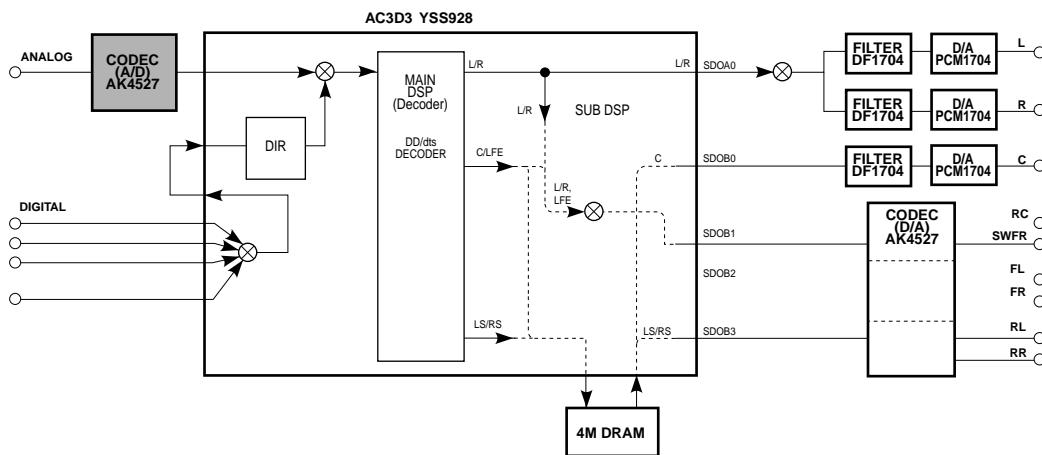 AC3D3 YSS928
ANALOG
CODEC
(A/D)
AK4527
DIR
DIGITAL
MAIN
DSP
(Decoder)
DD/dts
DECODER
L/R
L/R
SUB DSP
C/LFE
L/R,
LFE
LS/RS
C
LS/RS
L/R
SDOA0
SDOB0
SDOB1
SDOB2
SDOB3
4M DRAM
FILTER
DF1704
D/A
PCM1704
L
FILTER
DF1704
D/A
PCM1704
R
FILTER
DF1704
D/A
PCM1704
C
CODEC
(D/A)
AK4527
RC
SWFR
FL
FR
RL
RR